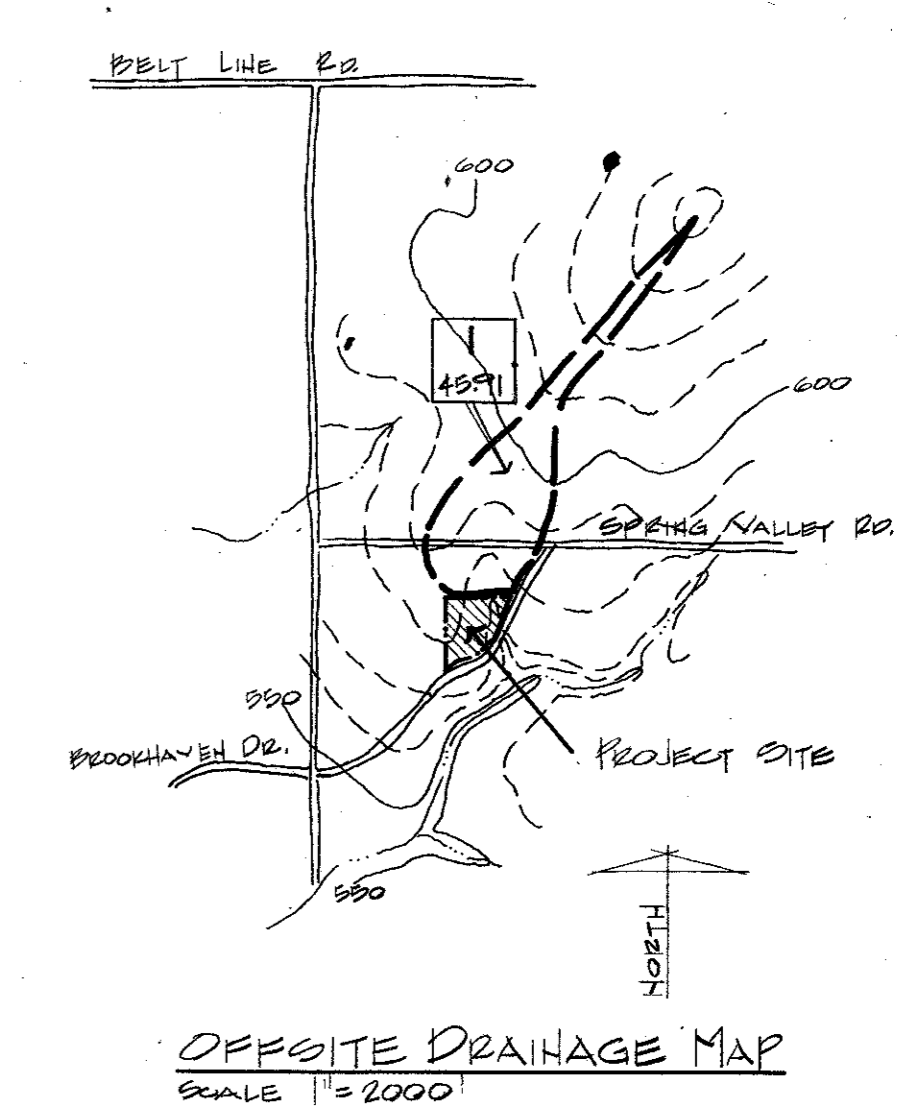 BELT LINE RD.
600
1
45.91
600
SPRING VALLEY RD.
550
BROOKHAVEN DR.
PROJECT SITE
550
NORTH
OFFSITE DRAINAGE MAP
SCALE 1"=2000'